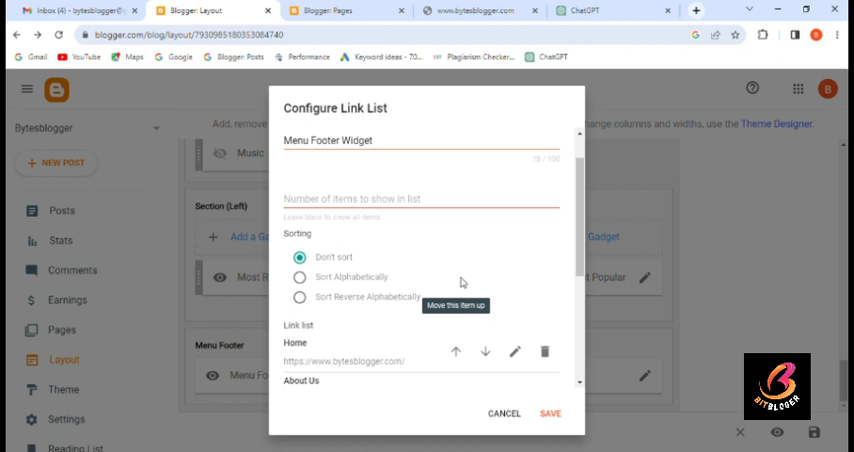 Inbox (4) - bytesblogger@
Blogger: Layout
Blogger: Pages
www.bytesblogger.com
ChatGPT
blogger.com/blog/layout/7930985180353084740
Gmail
YouTube
Maps
Google
Blogger: Posts
Performance
Keyword ideas - 70...
Plagiarism Checker...
ChatGPT
B
Bytesblogger
NEW POST
Posts
Stats
Comments
Earnings
Pages
Layout
Theme
Settings
Reading List
Add, remove
change columns and widths, use the Theme Designer.
Music
Section (Left)
Add a Ga
Gadget
Most R
t Popular
Menu Footer
Menu Fo
Configure Link List
Menu Footer Widget
18 / 100
Number of items to show in list
Leave blank to show all items
Sorting
Don't sort
Sort Alphabetically
Sort Reverse Alphabetically
Move this item up
Link list
Home
https://www.bytesblogger.com/
About Us
CANCEL
SAVE
BITBLOGER